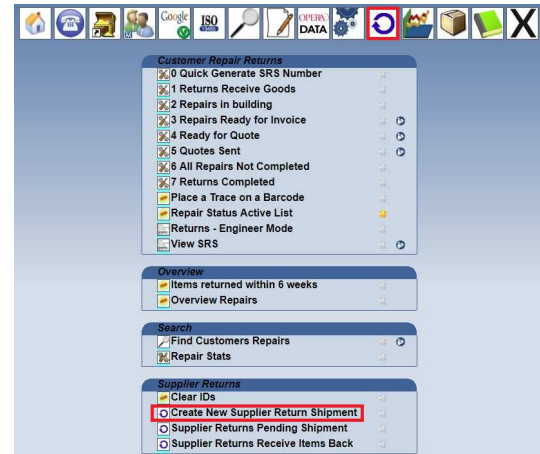 Google
ISO
13485
OPERA
DATA
X
Customer Repair Returns
0 Quick Generate SRS Number
1 Returns Receive Goods
2 Repairs in building
3 Repairs Ready for Invoice
4 Ready for Quote
5 Quotes Sent
6 All Repairs Not Completed
7 Returns Completed
Place a Trace on a Barcode
Repair Status Active List
Returns - Engineer Mode
View SRS
Overview
Items returned within 6 weeks
Overview Repairs
Search
Find Customers Repairs
Repair Stats
Supplier Returns
Clear IDs
Create New Supplier Return Shipment
Supplier Returns Pending Shipment
Supplier Returns Receive Items Back